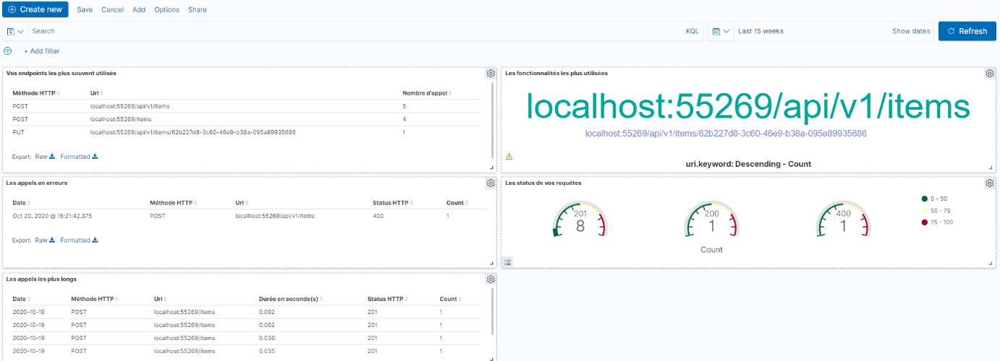 Create new Save Cancel Add Options Share
Search KQL Last 15 weeks Show dates Refresh
+ Add filter
Vos endpoints les plus souvent utilisés
Méthode HTTP Url Nombre d'appel
POST localhost:55269/api/v1/items 5
POST localhost:55269/items 4
PUT localhost:55269/api/v1/items/62b227d8-3c60-46e9-b38a-095a89935686 1
Export: Raw Formatted
Les fonctionnalités les plus utilisées
localhost:55269/api/v1/items
localhost:55269/api/v1/items/62b227d8-3c60-46e9-b38a-095a89935686
uri.keyword: Descending - Count
Les appels en erreurs
Date Méthode HTTP Url Status HTTP Count
Oct 20, 2020 @ 16:21:42.375 POST localhost:55269/api/v1/items 400 1
Export: Raw Formatted
Les status de vos requêtes
201 200 400
8 1 1
Count
0 - 50
50 - 75
75 - 100
Les appels les plus longs
Date Méthode HTTP Url Durée en seconde(s) Status HTTP Count
2020-10-19 POST localhost:55269/items 0.092 201 1
2020-10-19 POST localhost:55269/items 0.062 201 1
2020-10-19 POST localhost:55269/items 0.036 201 1
2020-10-19 POST localhost:55269/items 0.035 201 1